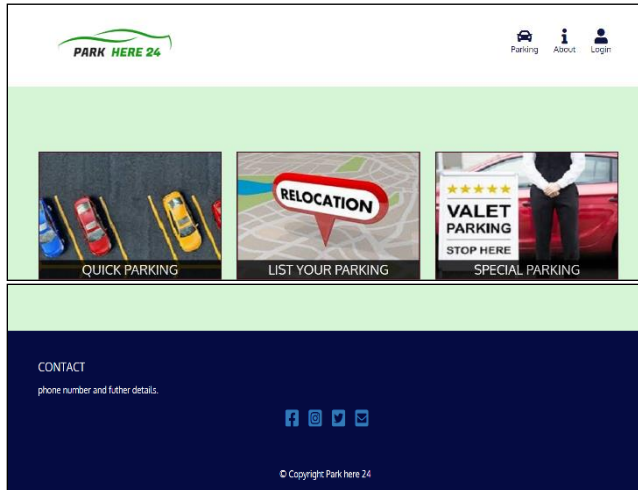 PARK HERE 24
Parking About Login
RELOCATION
VALET
PARKING
STOP HERE
QUICK PARKING
LIST YOUR PARKING
SPECIAL PARKING
CONTACT
phone number and futher details.
© Copyright Park here 24